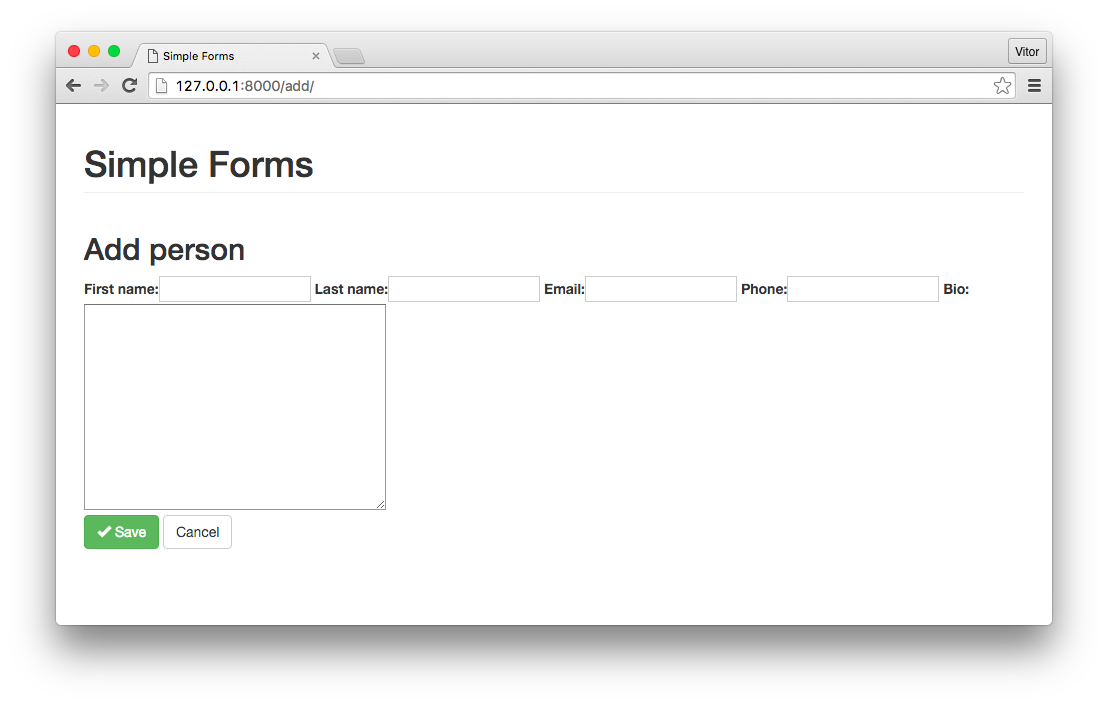 Simple Forms
Vitor
127.0.0.1:8000/add/
Simple Forms
Add person
First name: Last name: Email: Phone: Bio:
Save Cancel